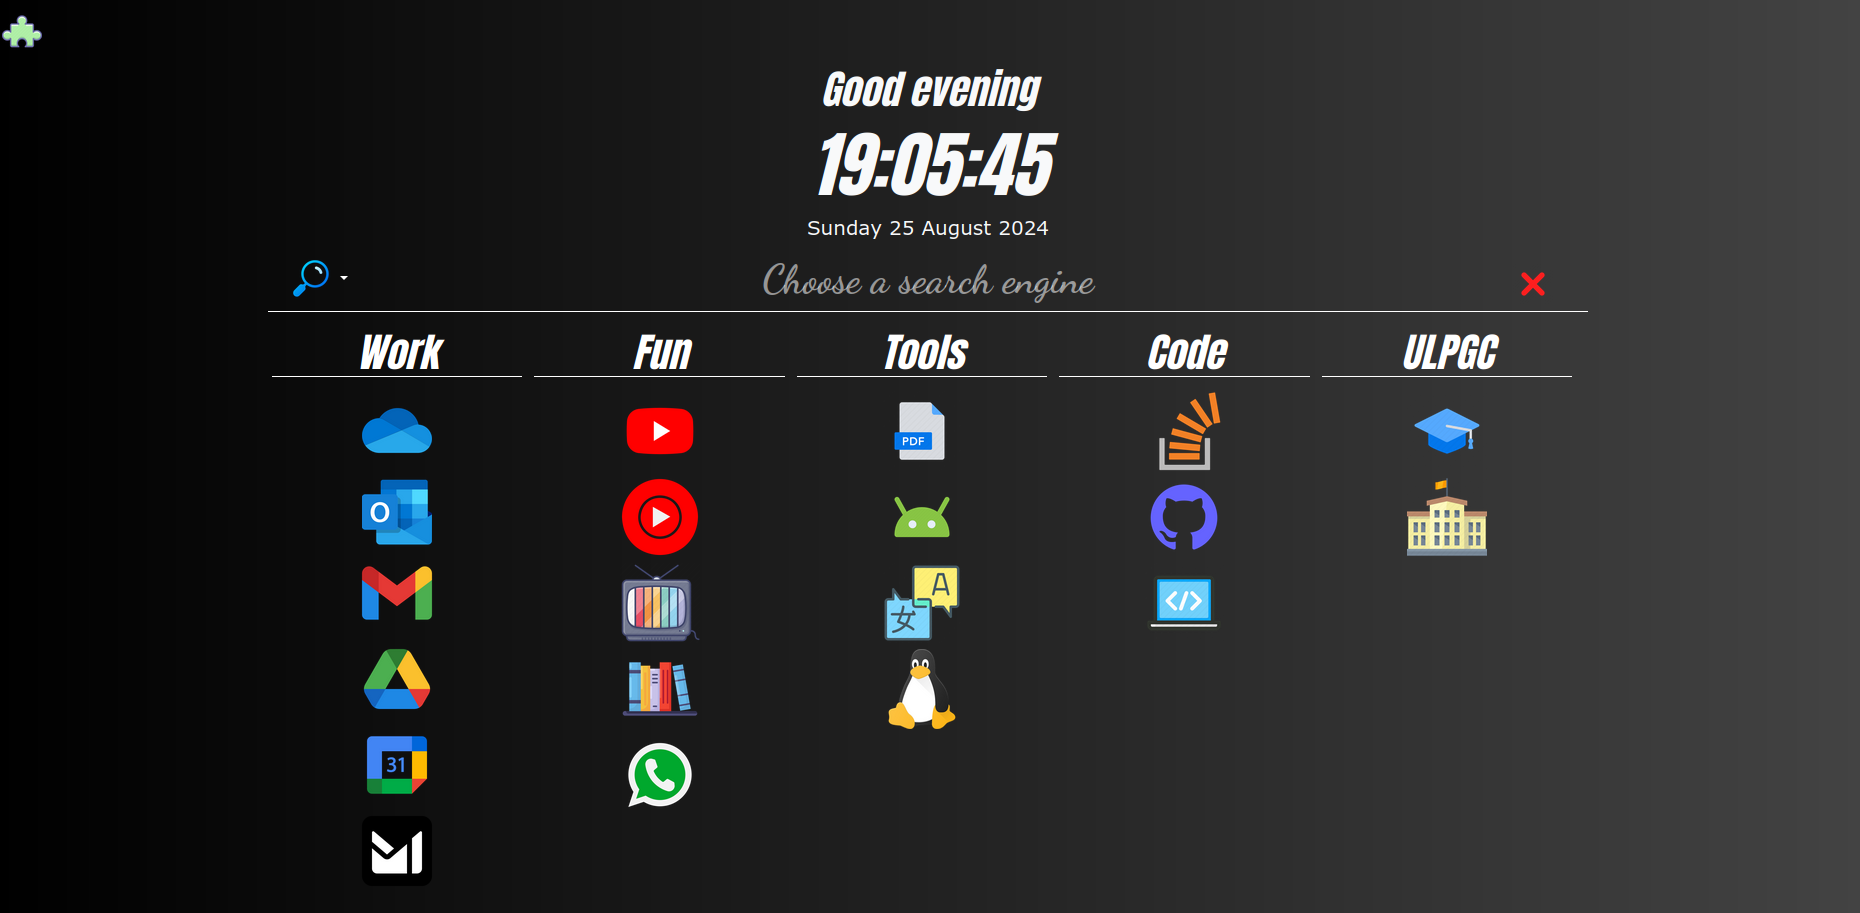 Good evening
19:05:45
Sunday 25 August 2024
Choose a search engine
Work Fun Tools Code ULPGC
PDF
O
A
女
</>
31